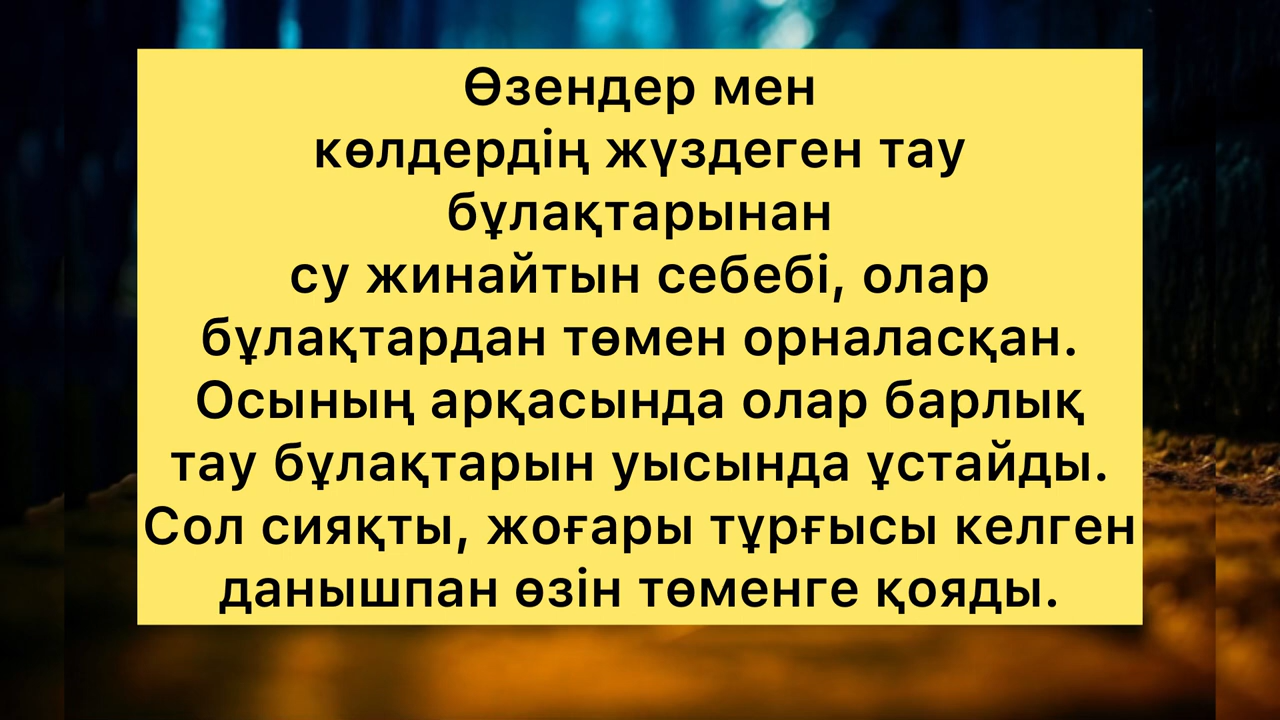 Өзендер мен
көлдердің жүздеген тау
бұлақтарынан
су жинайтын себебі, олар
бұлақтардан төмен орналасқан.
Осының арқасында олар барлық
тау бұлақтарын уысында ұстайды.
Сол сияқты, жоғары тұрғысы келген
данышпан өзін төменге қояды.